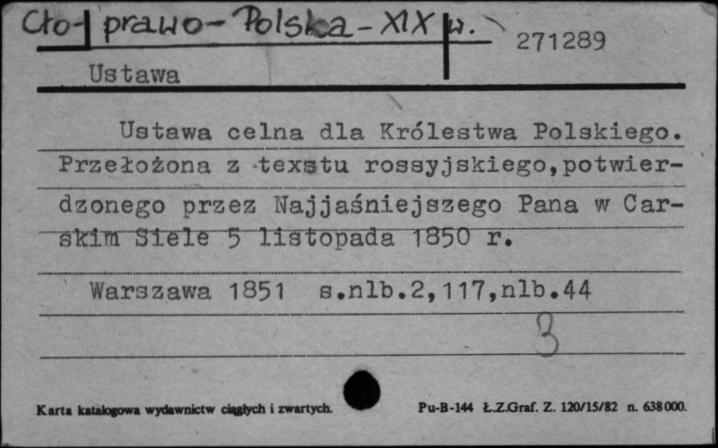 Cło-prawo-Polska-XIX w. 271289
Ustawa
Ustawa celna dla Królestwa Polskiego.
Przełożona z texstu rossyjskiego,potwier-
dzonego przez Najjaśniejszego Pana w Car-
skim Siele 5 listopada 1850 r.
Warszawa 1851 s.nlb.2,117,nlb.44
3
Karta katalogowa wydawnictw ciągłych i zwartych. Pu-B-144 Ł.Z.Graf. Z. 120/15/82 n. 638000.